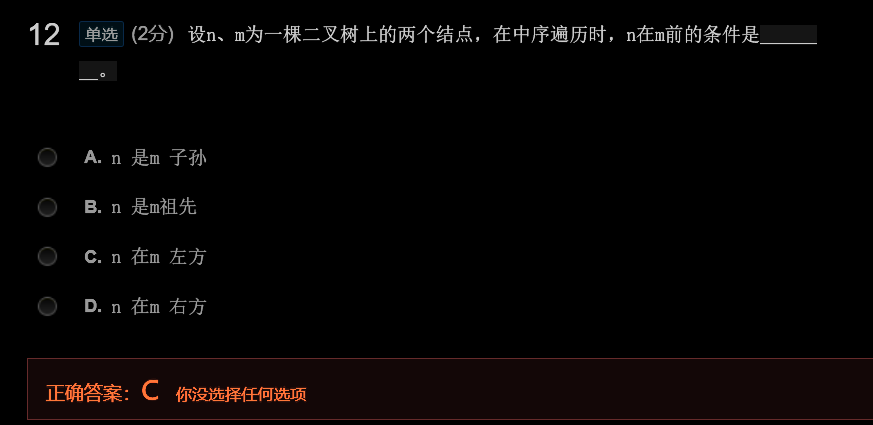 12 单选 (2分) 设n、m为一棵二叉树上的两个结点，在中序遍历时，n在m前的条件是______
__。
A. n 是m 子孙
B. n 是m祖先
C. n 在m 左方
D. n 在m 右方
正确答案：C 你没选择任何选项